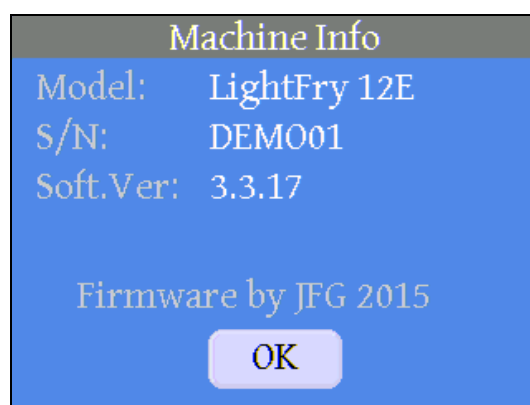 Machine Info
Model: LightFry 12E
S/N: DEMO01
Soft.Ver: 3.3.17
Firmware by JFG 2015
OK